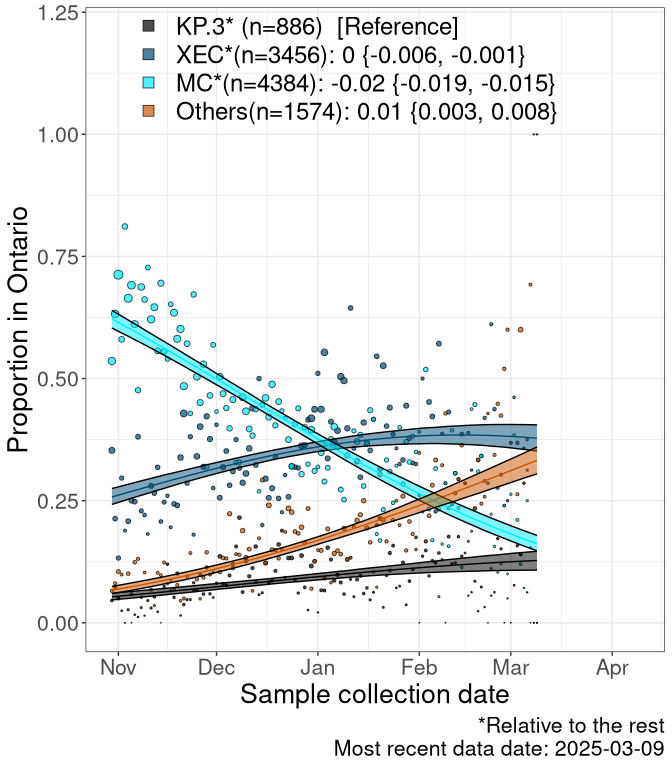 KP.3* (n=886)  [Reference]
XEC*(n=3456): 0 {-0.006, -0.001}
MC*(n=4384): -0.02 {-0.019, -0.015}
Others(n=1574): 0.01 {0.003, 0.008}
1.25
1.00
0.75
0.50
0.25
0.00
Proportion in Ontario
Nov Dec Jan Feb Mar Apr
Sample collection date
*Relative to the rest
Most recent data date: 2025-03-09